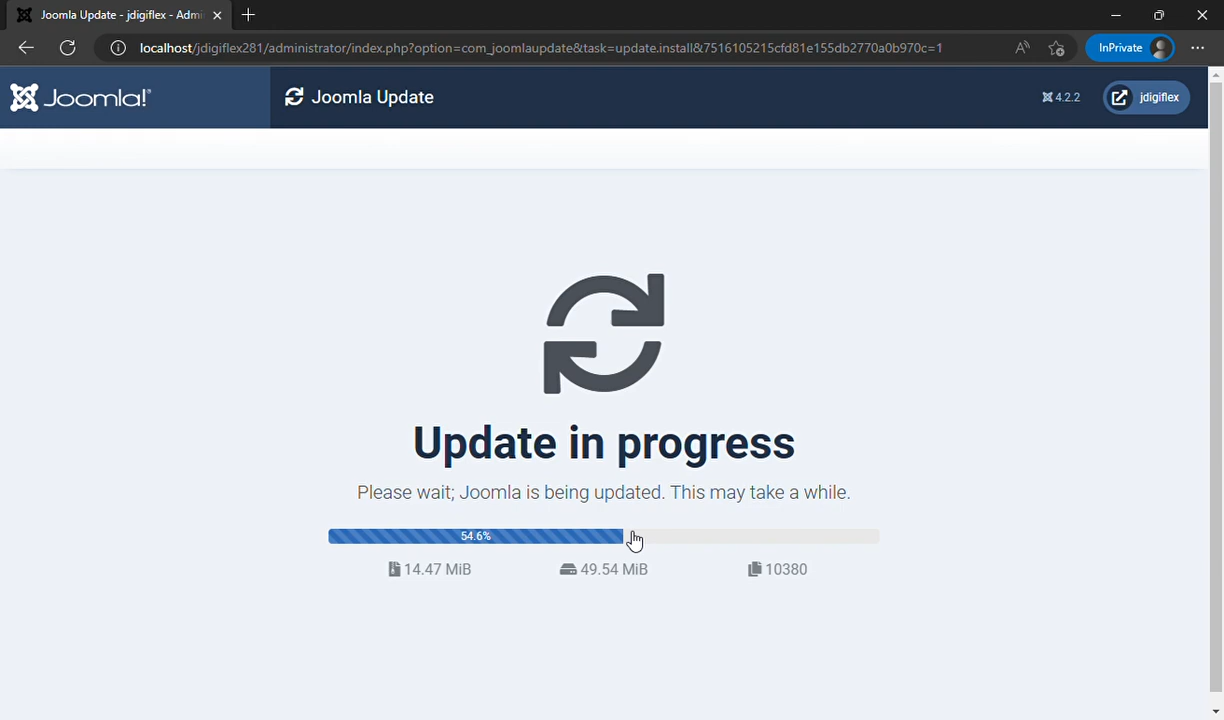 Joomla Update - jdigiflex - Admi
localhost/jdigiflex281/administrator/index.php?option=com_joomlaupdate&task=update.install&7516105215cfd81e155db2770a0b970c=1
InPrivate
Joomla!®
Joomla Update
4.2.2
jdigiflex
Update in progress
Please wait; Joomla is being updated. This may take a while.
54.6%
14.47 MiB
49.54 MiB
10380